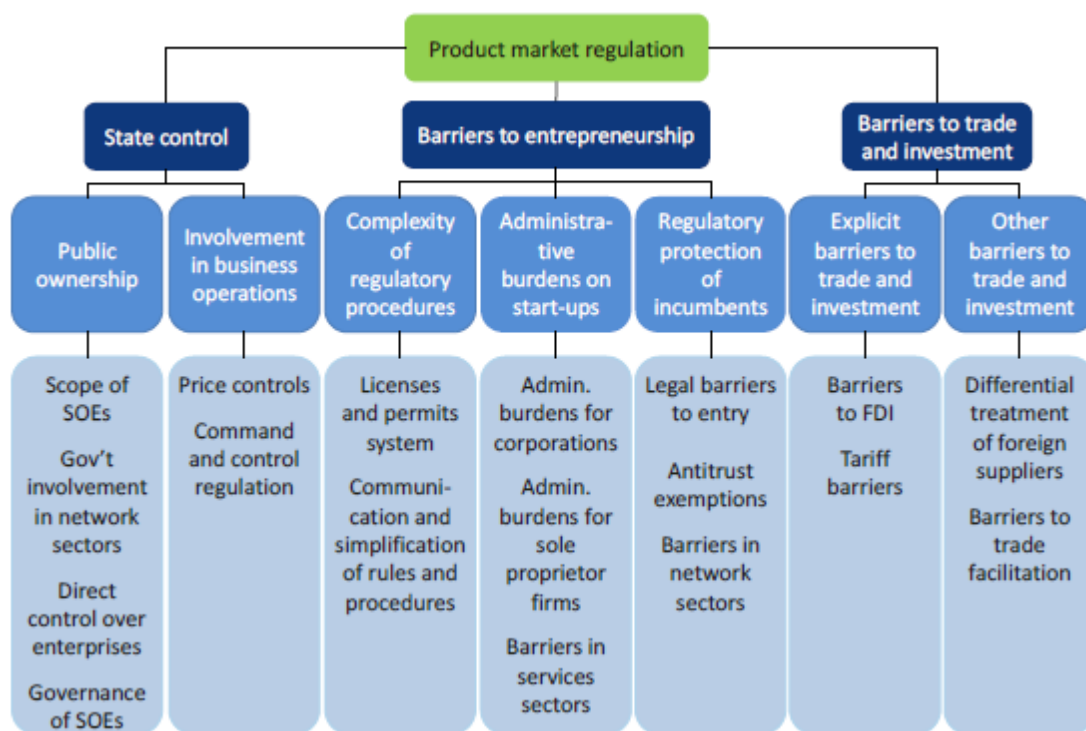 Product market regulation
State control
Barriers to entrepreneurship
Barriers to trade
and investment
Public
ownership
Involvement
in business
operations
Complexity
of
regulatory
procedures
Administra-
tive
burdens on
start-ups
Regulatory
protection
of
incumbents
Explicit
barriers to
trade and
investment
Other
barriers to
trade and
investment
Scope of
SOEs
Gov't
involvement
in network
sectors
Direct
control over
enterprises
Governance
of SOEs
Price controls
Command
and control
regulation
Licenses
and permits
system
Communi-
cation and
simplification
of rules and
procedures
Admin.
burdens for
corporations
Admin.
burdens for
sole
proprietor
firms
Barriers in
services
sectors
Legal barriers
to entry
Antitrust
exemptions
Barriers in
network
sectors
Barriers
to FDI
Tariff
barriers
Differential
treatment
of foreign
suppliers
Barriers to
trade
facilitation